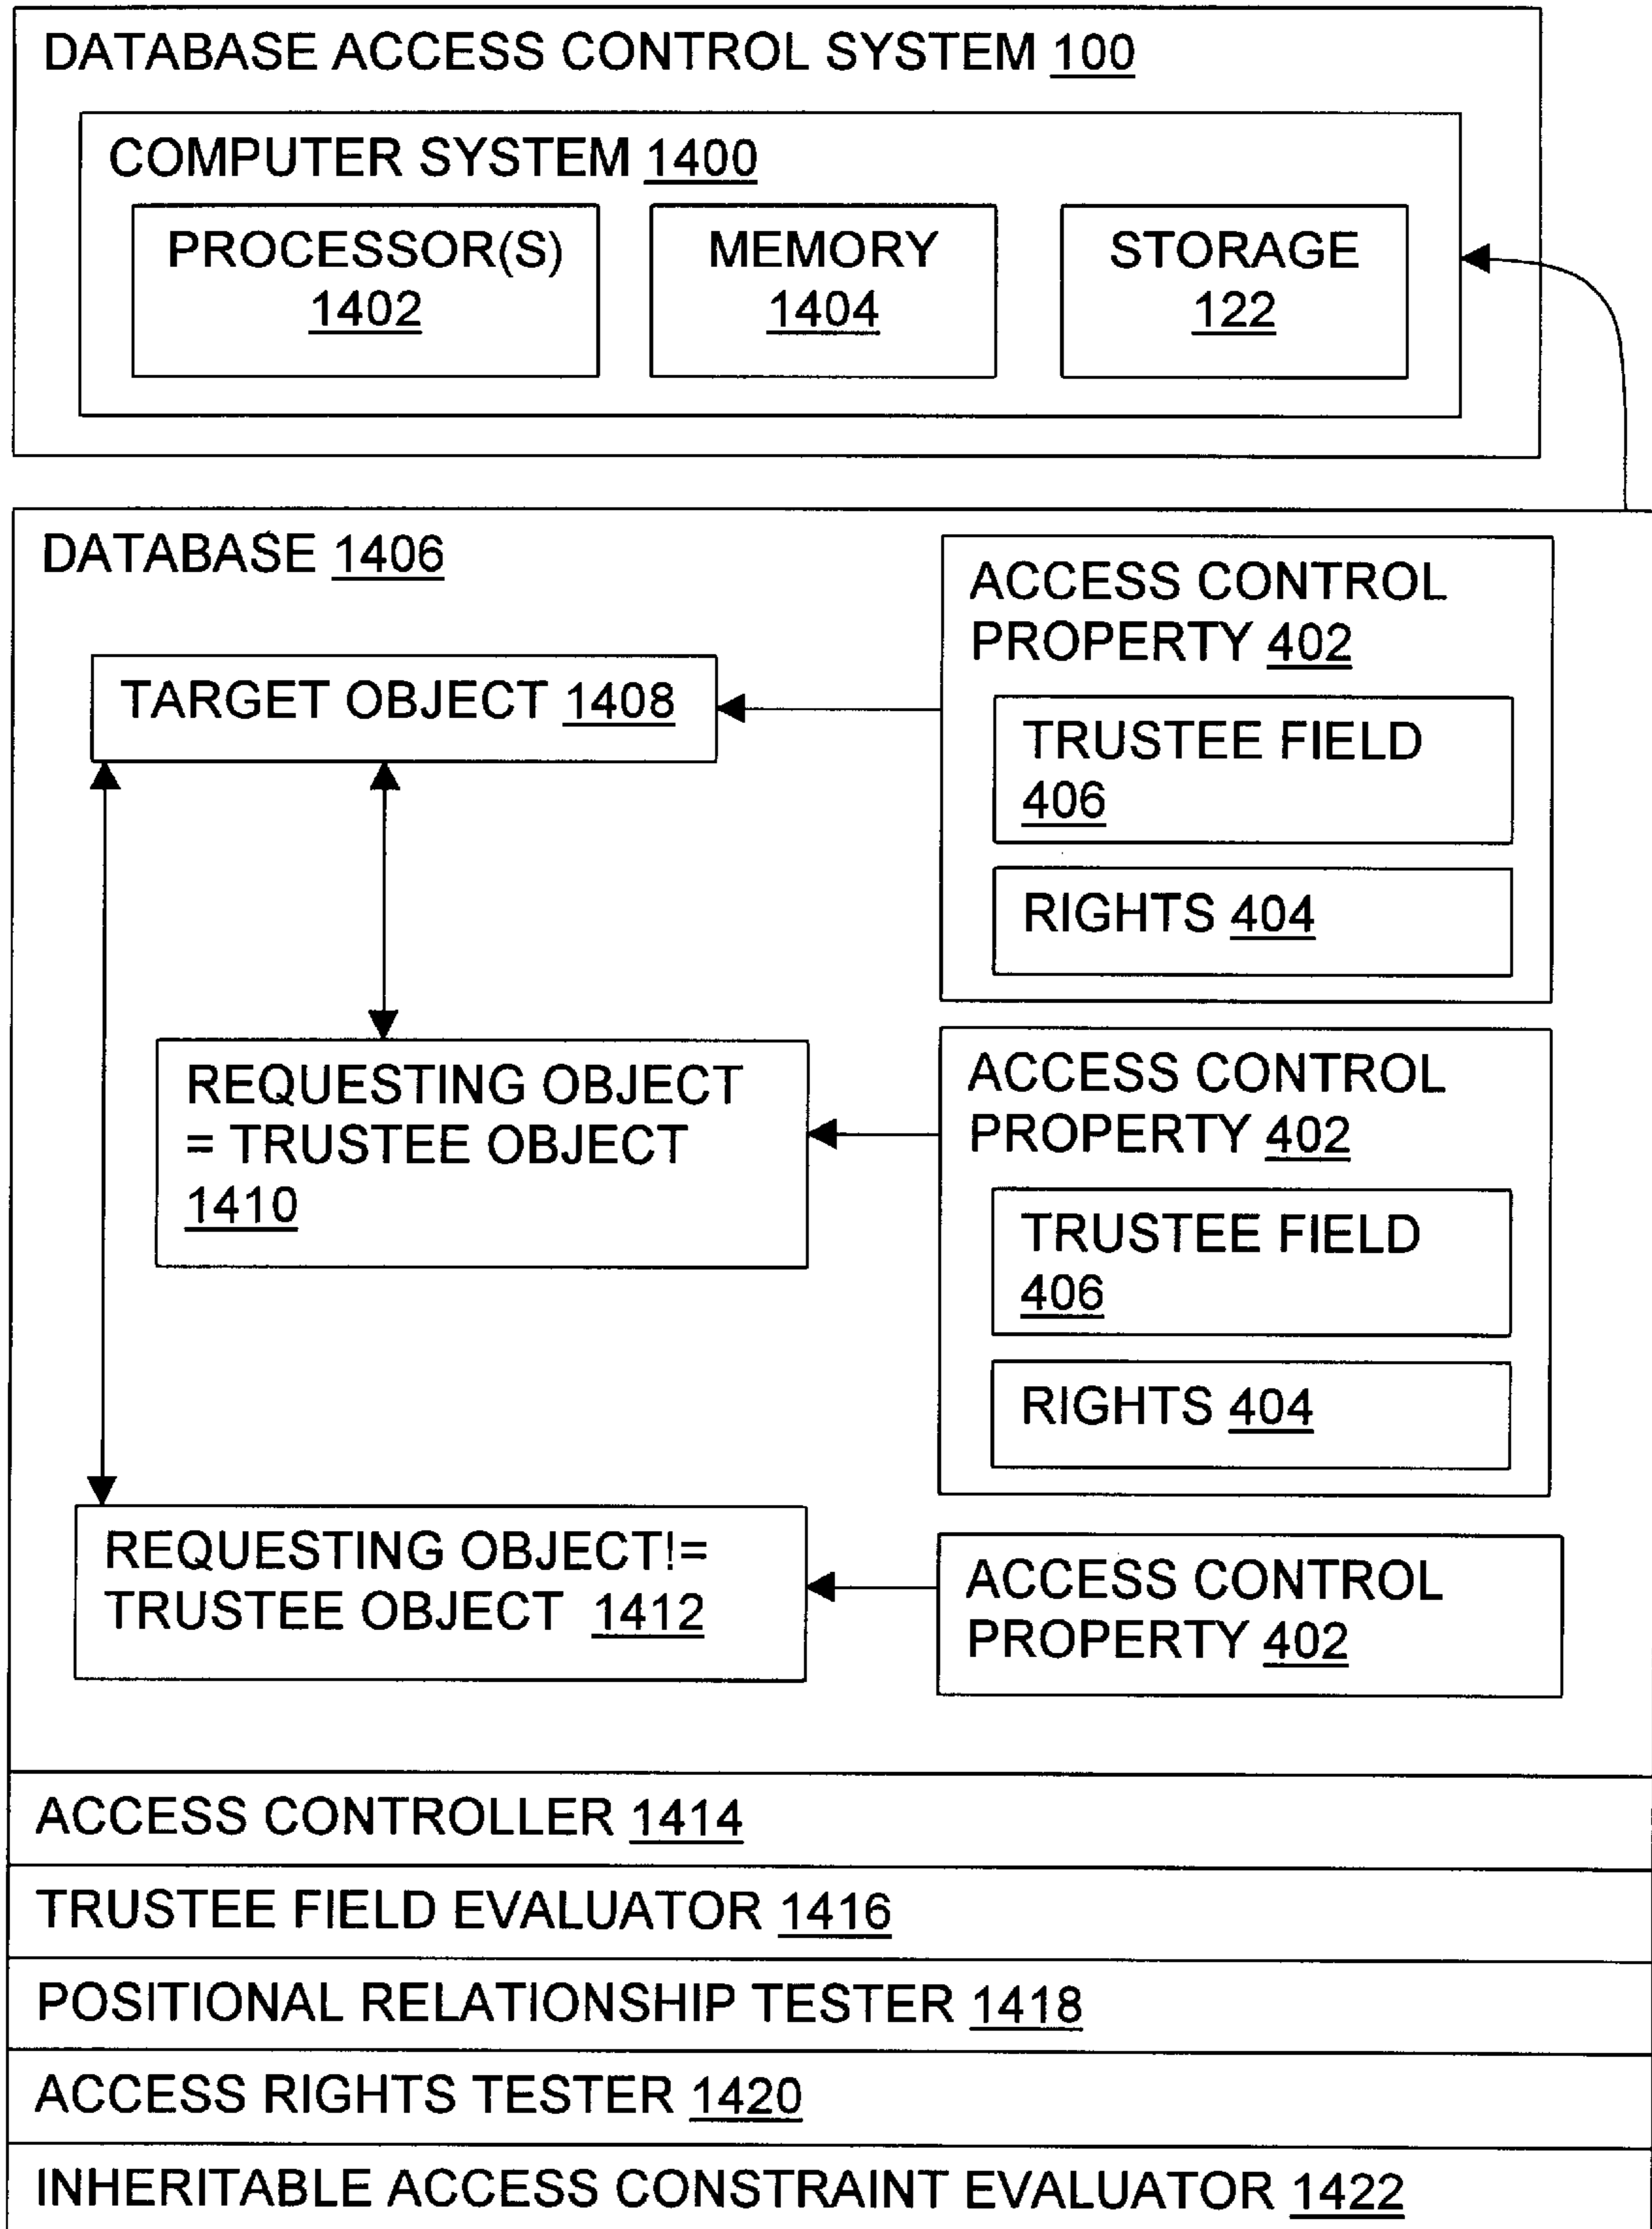 DATABASE ACCESS CONTROL SYSTEM 100
COMPUTER SYSTEM 1400
PROCESSOR(S)
1402
MEMORY
1404
STORAGE
122
DATABASE 1406
ACCESS CONTROL
PROPERTY 402
TARGET OBJECT 1408
TRUSTEE FIELD
406
RIGHTS 404
REQUESTING OBJECT
= TRUSTEE OBJECT
1410
ACCESS CONTROL
PROPERTY 402
TRUSTEE FIELD
406
RIGHTS 404
REQUESTING OBJECT!=
TRUSTEE OBJECT 1412
ACCESS CONTROL
PROPERTY 402
ACCESS CONTROLLER 1414
TRUSTEE FIELD EVALUATOR 1416
POSITIONAL RELATIONSHIP TESTER 1418
ACCESS RIGHTS TESTER 1420
INHERITABLE ACCESS CONSTRAINT EVALUATOR 1422